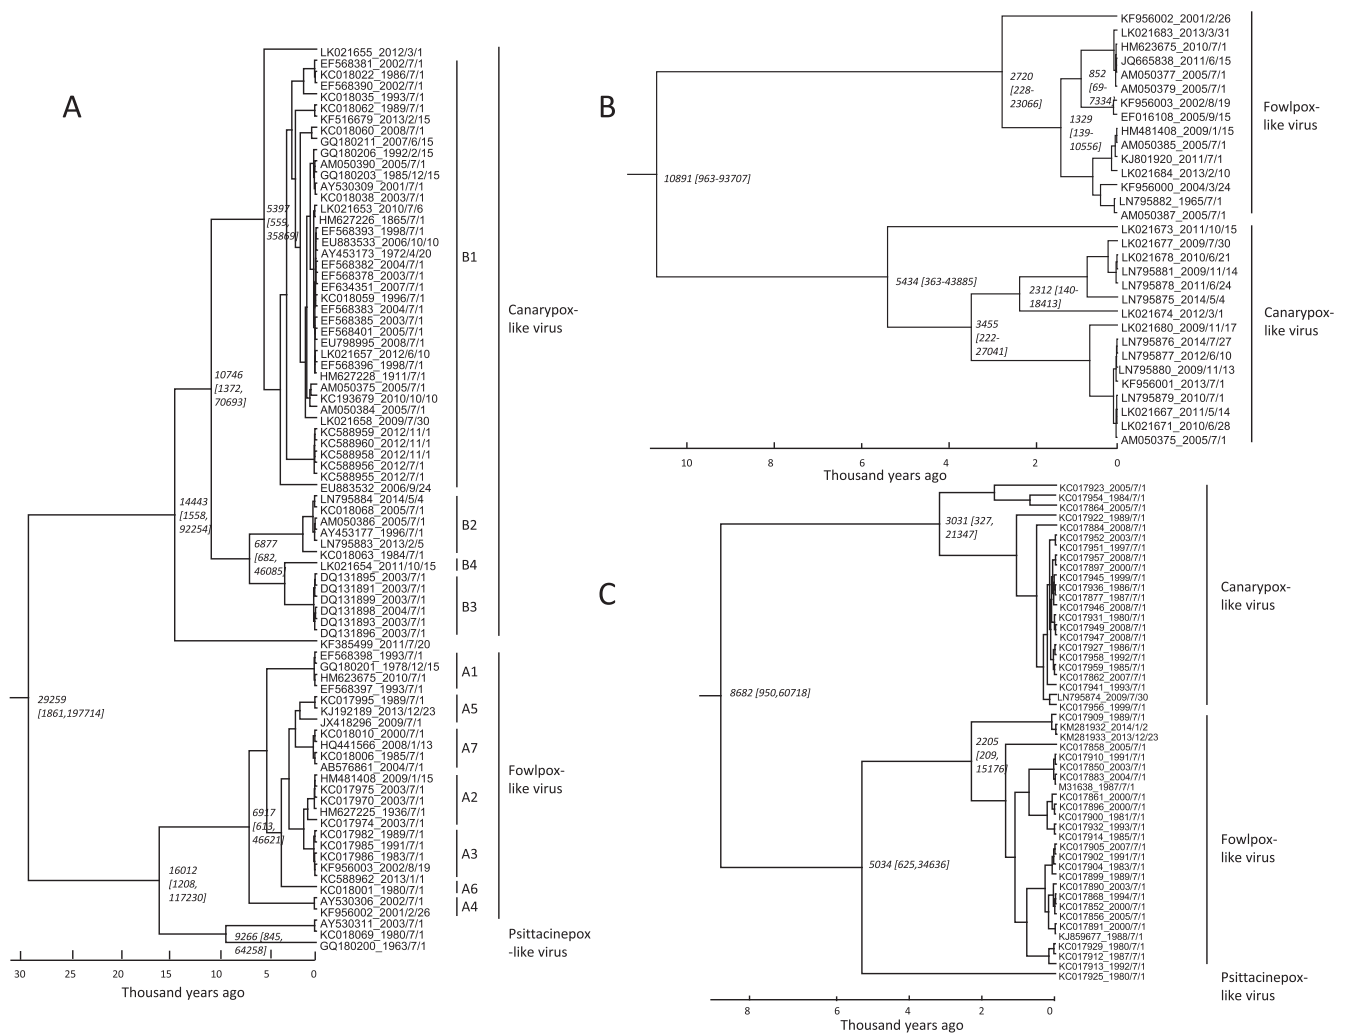 A
LK021655_2012/3/1
EF568381_2002/7/1
KC018022_1986/7/1
EF568390_2002/7/1
KC018035_1993/7/1
KC018062_1989/7/1
KF516679_2013/2/15
KC018060_2008/7/1
GQ180211_2007/6/15
GQ180206_1992/2/15
AM050390_2005/7/1
GQ180203_1985/12/15
AY530309_2001/7/1
KC018038_2003/7/1
LK021653_2010/7/6
HM627226_1865/7/1
EF568393_1998/7/1
EU883533_2006/10/10
AY453173_1972/4/20
EF568382_2004/7/1
EF568378_2003/7/1
EF634351_2007/7/1
KC018059_1996/7/1
EF568383_2004/7/1
EF568385_2003/7/1
EF568401_2005/7/1
EU798995_2008/7/1
LK021657_2012/6/10
EF568396_1998/7/1
HM627228_1911/7/1
AM050375_2005/7/1
KC193679_2010/10/10
AM050384_2005/7/1
LK021658_2009/7/30
KC588959_2012/11/1
KC588960_2012/11/1
KC588958_2012/11/1
KC588956_2012/7/1
KC588955_2012/7/1
EU883532_2006/9/24
LN795884_2014/5/4
KC018068_2005/7/1
AM050386_2005/7/1
AY453177_1996/7/1
LN795883_2013/2/5
KC018063_1984/7/1
LK021654_2011/10/15
DQ131895_2003/7/1
DQ131891_2003/7/1
DQ131899_2003/7/1
DQ131898_2004/7/1
DQ131893_2003/7/1
DQ131896_2003/7/1
KF385499_2011/7/20
EF568398_1993/7/1
GQ180201_1978/12/15
HM623675_2010/7/1
EF568397_1993/7/1
KC017995_1989/7/1
KJ192189_2013/12/23
JX418296_2009/7/1
KC018010_2000/7/1
HQ441566_2008/1/13
KC018006_1985/7/1
AB576861_2004/7/1
HM481408_2009/1/15
KC017975_2003/7/1
KC017970_2003/7/1
HM627225_1936/7/1
KC017974_2003/7/1
KC017982_1989/7/1
KC017985_1991/7/1
KC017986_1983/7/1
KF956003_2002/8/19
KC588962_2013/1/1
KC018001_1980/7/1
AY530306_2002/7/1
KF956002_2001/2/26
AY530311_2003/7/1
KC018069_1980/7/1
GQ180200_1963/7/1
5397
[559,
35869]
10746
[1372,
70693]
14443
[1558,
92254]
6877
[682,
46085]
29259
[1861,197714]
6917
[613,
46621]
16012
[1208,
117230]
9266 [845,
64258]
B1
B2
B4
B3
A1
A5
A7
A2
A3
A6
A4
Canarypox-
like virus
Fowlpox-
like virus
Psittacinepox
-like virus
30 25 20 15 10 5 0
Thousand years ago
B
KF956002_2001/2/26
LK021683_2013/3/31
HM623675_2010/7/1
JQ665838_2011/6/15
AM050377_2005/7/1
AM050379_2005/7/1
KF956003_2002/8/19
EF016108_2005/9/15
HM481408_2009/1/15
AM050385_2005/7/1
KJ801920_2011/7/1
LK021684_2013/2/10
KF956000_2004/3/24
LN795882_1965/7/1
AM050387_2005/7/1
LK021673_2011/10/15
LK021677_2009/7/30
LK021678_2010/6/21
LN795881_2009/11/14
LN795878_2011/6/24
LN795875_2014/5/4
LK021674_2012/3/1
LK021680_2009/11/17
LN795876_2014/7/27
LN795877_2012/6/10
LN795880_2009/11/13
KF956001_2013/7/1
LN795879_2010/7/1
LK021667_2011/5/14
LK021671_2010/6/28
AM050375_2005/7/1
2720
[228-
23066]
852
[69-
7334]
1329
[139-
10556]
10891 [963-93707]
5434 [363-43885]
2312 [140-
18413]
3455
[222-
27041]
Fowlpox-
like virus
Canarypox-
like virus
10 8 6 4 2 0
Thousand years ago
C
KC017923_2005/7/1
KC017954_1984/7/1
KC017864_2005/7/1
KC017922_1989/7/1
KC017884_2008/7/1
KC017952_2003/7/1
KC017951_1997/7/1
KC017957_2008/7/1
KC017897_2000/7/1
KC017945_1999/7/1
KC017936_1986/7/1
KC017877_1987/7/1
KC017946_2008/7/1
KC017931_1980/7/1
KC017949_2008/7/1
KC017947_2008/7/1
KC017927_1986/7/1
KC017958_1992/7/1
KC017959_1985/7/1
KC017862_2007/7/1
KC017941_1993/7/1
LN795874_2009/7/30
KC017956_1999/7/1
KC017909_1989/7/1
KM281932_2014/1/2
KM281933_2013/12/23
KC017858_2005/7/1
KC017910_1991/7/1
KC017850_2003/7/1
KC017883_2004/7/1
M31638_1987/7/1
KC017861_2000/7/1
KC017896_2000/7/1
KC017900_1981/7/1
KC017932_1993/7/1
KC017914_1985/7/1
KC017905_2007/7/1
KC017902_1991/7/1
KC017904_1983/7/1
KC017899_1989/7/1
KC017890_2003/7/1
KC017868_1994/7/1
KC017852_2000/7/1
KC017856_2005/7/1
KC017891_2000/7/1
KJ859677_1988/7/1
KC017929_1980/7/1
KC017912_1987/7/1
KC017913_1992/7/1
KC017925_1980/7/1
3031 [327,
21347]
8682 [950,60718]
2205
[209,
15176]
5034 [625,34636]
Canarypox-
like virus
Fowlpox-
like virus
Psittacinepox-
like virus
8 6 4 2 0
Thousand years ago